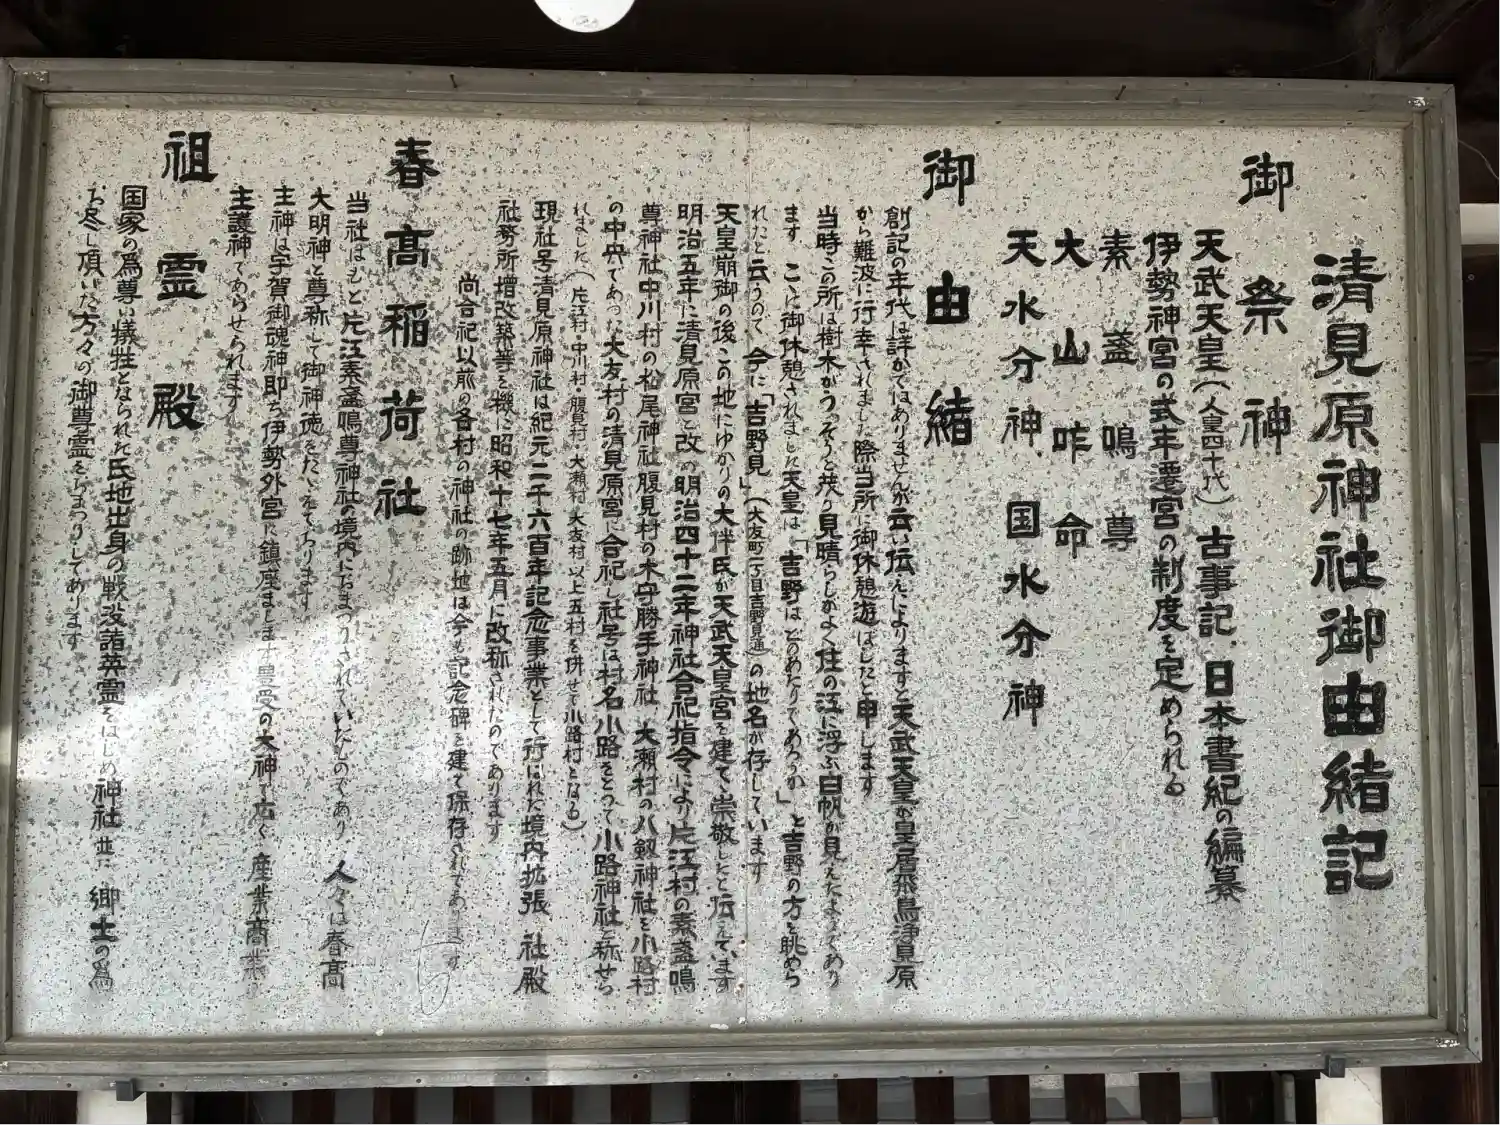 清見原神社御由緒記
御祭神
天武天皇(人皇四十代) 古事記、日本書紀の編纂
伊勢神宮の式年遷宮の制度を定められる
素盞鳴尊
大山咋命
天水分神、国水分神
御由緒
創記の年代は詳かではありませんが云い伝えによりますと天武天皇が皇居飛鳥浄見原
から難波に行幸されました際当所に御休憩遊ばしたと申します
当時この所は樹木がうっそうと茂り見晴らしがよく住の江に浮ぶ白帆が見えたようであり
ます こゝに御休憩されました天皇は「吉野はどのあたりであろうか」と吉野の方を眺めら
れたと云うので今に「吉野見」(大友町一丁目吉野見通)の地名が存しています
天皇崩御の後この地にゆかりの大伴氏が天武天皇宮を建てて崇敬したと伝えています
明治五年に清見原宮と改め明治四十二年神社合祀指令により片江村の素盞鳴
尊神社中川村の松尾神社腹見村の木守勝手神社 大瀬村の八劔神社を小路村
の中央であった大友村の清見原宮に合祀し社号は村名小路をとって小路神社と称せら
れました(片江村・中川村・腹見村・大瀬村・大友村 以上五村を併せて小路村となる)
現社号清見原神社は紀元二千六百年記念事業として行はれた境内拡張 社殿
社務所増改築等を機に昭和十七年五月に改称されたのであります
尚合祀以前の各村の神社の跡地は今も記念碑を建て保存されてあります
春高稲荷社
当社はもと片江素盞鳴尊神社の境内におまつりされていたものであり 人々は春高
大明神と尊称して御神徳をたゝえております
主神は宇賀御魂神即ち伊勢外宮に鎮座まします豊受の大神で広く産業商業
主護神であらせられます
祖霊殿
国家の為尊い犠牲となられた氏地出身の戦没諸英霊をはじめ神社並に 郷土の為
お尽し頂いた方々の御尊霊をおまつりしてあります